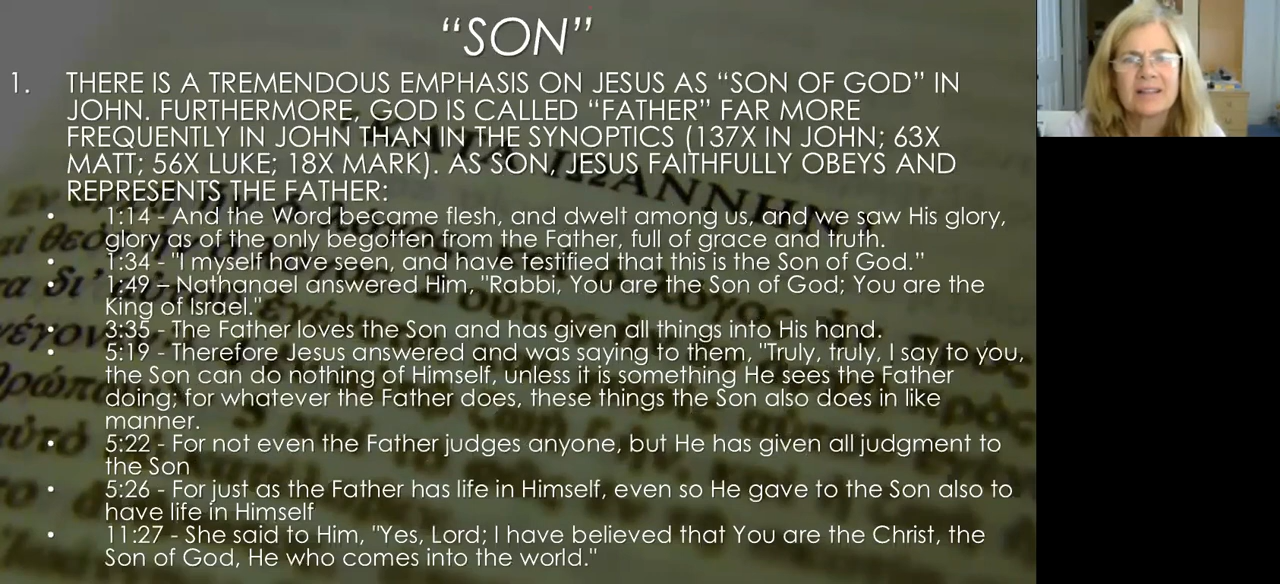 “SON”
1. THERE IS A TREMENDOUS EMPHASIS ON JESUS AS “SON OF GOD” IN
JOHN. FURTHERMORE, GOD IS CALLED “FATHER” FAR MORE
FREQUENTLY IN JOHN THAN IN THE SYNOPTICS (137X IN JOHN; 63X
MATT; 56X LUKE; 18X MARK). AS SON, JESUS FAITHFULLY OBEYS AND
REPRESENTS THE FATHER:
• 1:14 - And the Word became flesh, and dwelt among us, and we saw His glory,
glory as of the only begotten from the Father, full of grace and truth.
• 1:34 - "I myself have seen, and have testified that this is the Son of God.”
• 1:49 – Nathanael answered Him, "Rabbi, You are the Son of God; You are the
King of Israel."
• 3:35 - The Father loves the Son and has given all things into His hand.
• 5:19 - Therefore Jesus answered and was saying to them, "Truly, truly, I say to you,
the Son can do nothing of Himself, unless it is something He sees the Father
doing; for whatever the Father does, these things the Son also does in like
manner.
• 5:22 - For not even the Father judges anyone, but He has given all judgment to
the Son
• 5:26 - For just as the Father has life in Himself, even so He gave to the Son also to
have life in Himself
• 11:27 - She said to Him, "Yes, Lord; I have believed that You are the Christ, the
Son of God, He who comes into the world."
ΚΑΤΑ ΙΩΑΝΝΗΝ